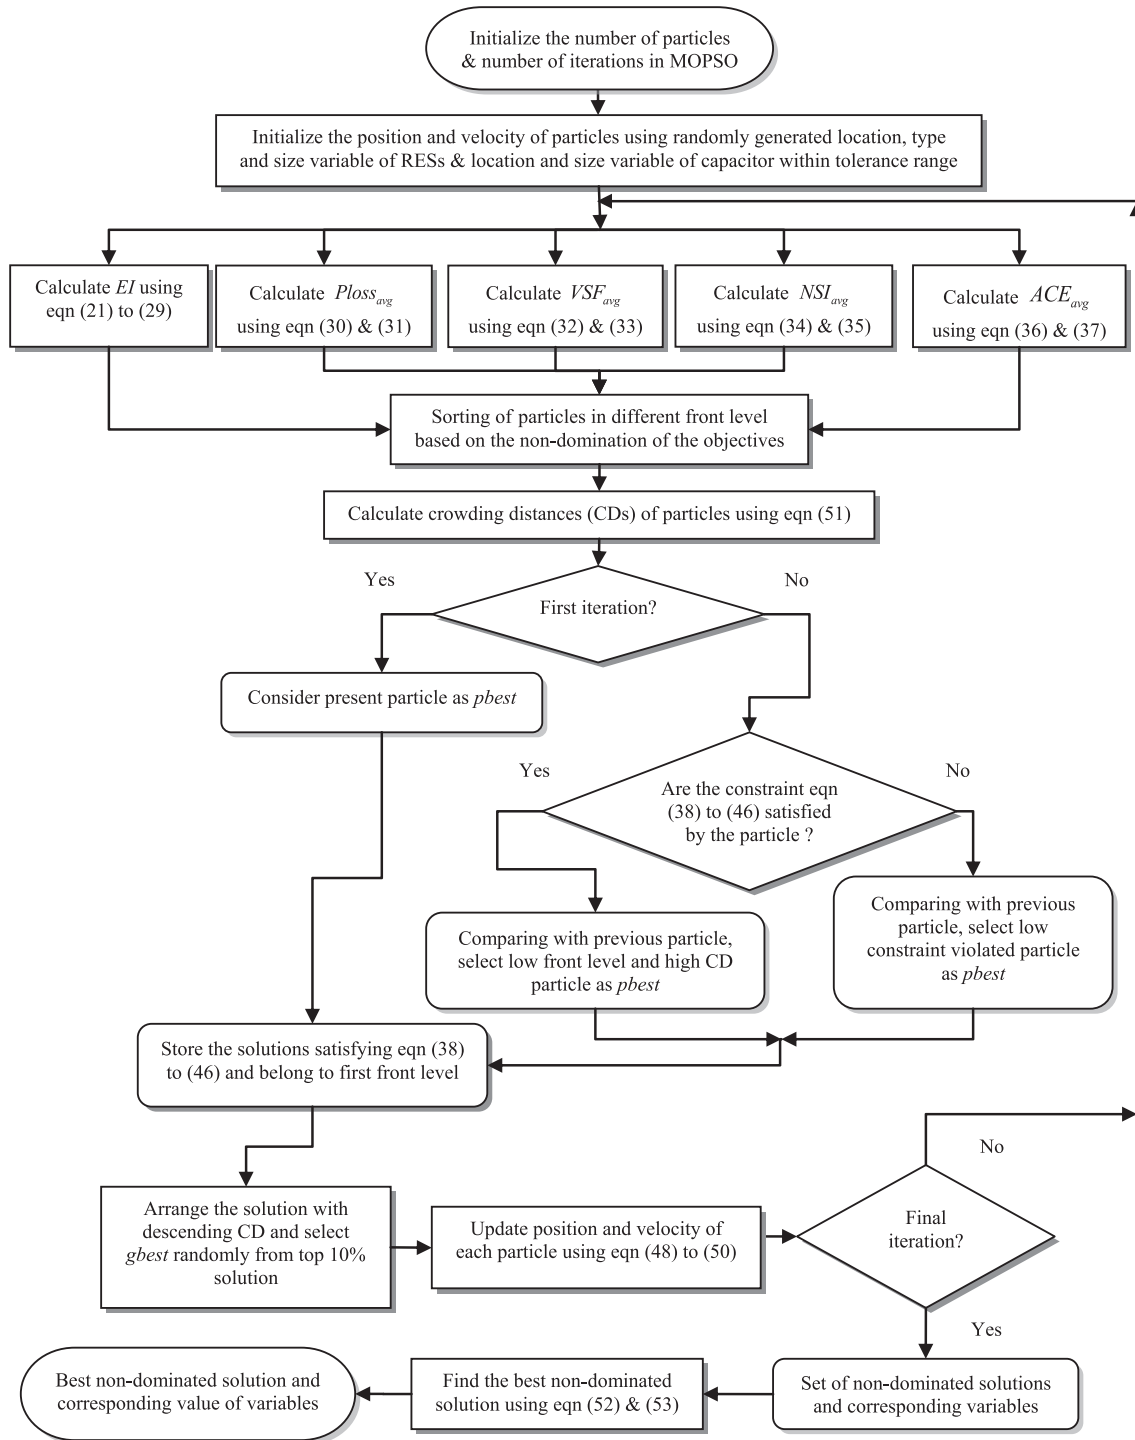 Initialize the number of particles
& number of iterations in MOPSO
Initialize the position and velocity of particles using randomly generated location, type
and size variable of RESs & location and size variable of capacitor within tolerance range
Calculate EI using
eqn (21) to (29)
Calculate Ploss_avg
using eqn (30) & (31)
Calculate VSF_avg
using eqn (32) & (33)
Calculate NSI_avg
using eqn (34) & (35)
Calculate ACE_avg
using eqn (36) & (37)
Sorting of particles in different front level
based on the non-domination of the objectives
Calculate crowding distances (CDs) of particles using eqn (51)
Yes
No
First iteration?
Consider present particle as pbest
Yes
No
Are the constraint eqn
(38) to (46) satisfied
by the particle ?
Comparing with previous particle,
select low front level and high CD
particle as pbest
Comparing with previous
particle, select low
constraint violated particle
as pbest
Store the solutions satisfying eqn (38)
to (46) and belong to first front level
No
Arrange the solution with
descending CD and select
gbest randomly from top 10%
solution
Update position and velocity of
each particle using eqn (48) to (50)
Final
iteration?
Yes
Best non-dominated solution and
corresponding value of variables
Find the best non-dominated
solution using eqn (52) & (53)
Set of non-dominated solutions
and corresponding variables